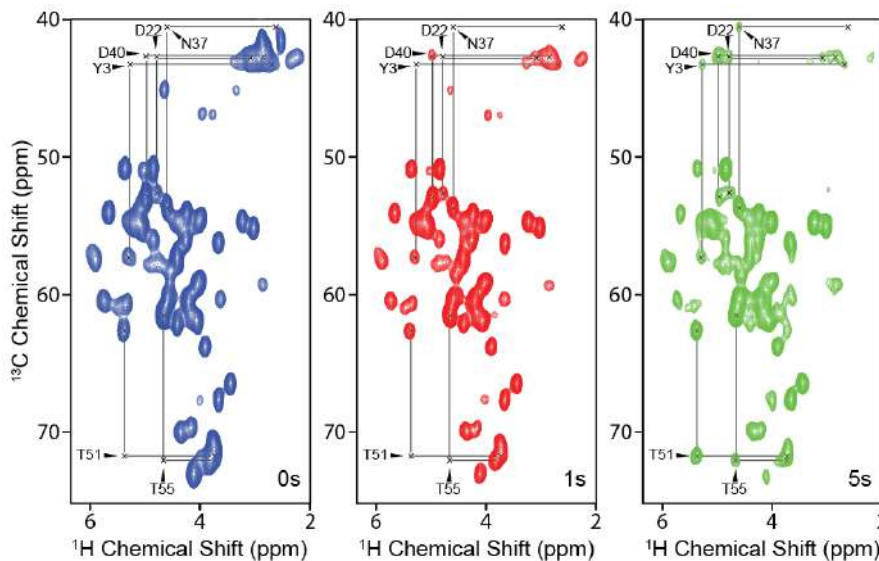 40
50
60
70
¹³C Chemical Shift (ppm)
D22
N37
D40
Y3
T51
T55
0s
6
4
2
¹H Chemical Shift (ppm)
40
50
60
70
D22
N37
D40
Y3
T51
T55
1s
6
4
2
¹H Chemical Shift (ppm)
40
50
60
70
D22
N37
D40
Y3
T51
T55
5s
6
4
2
¹H Chemical Shift (ppm)